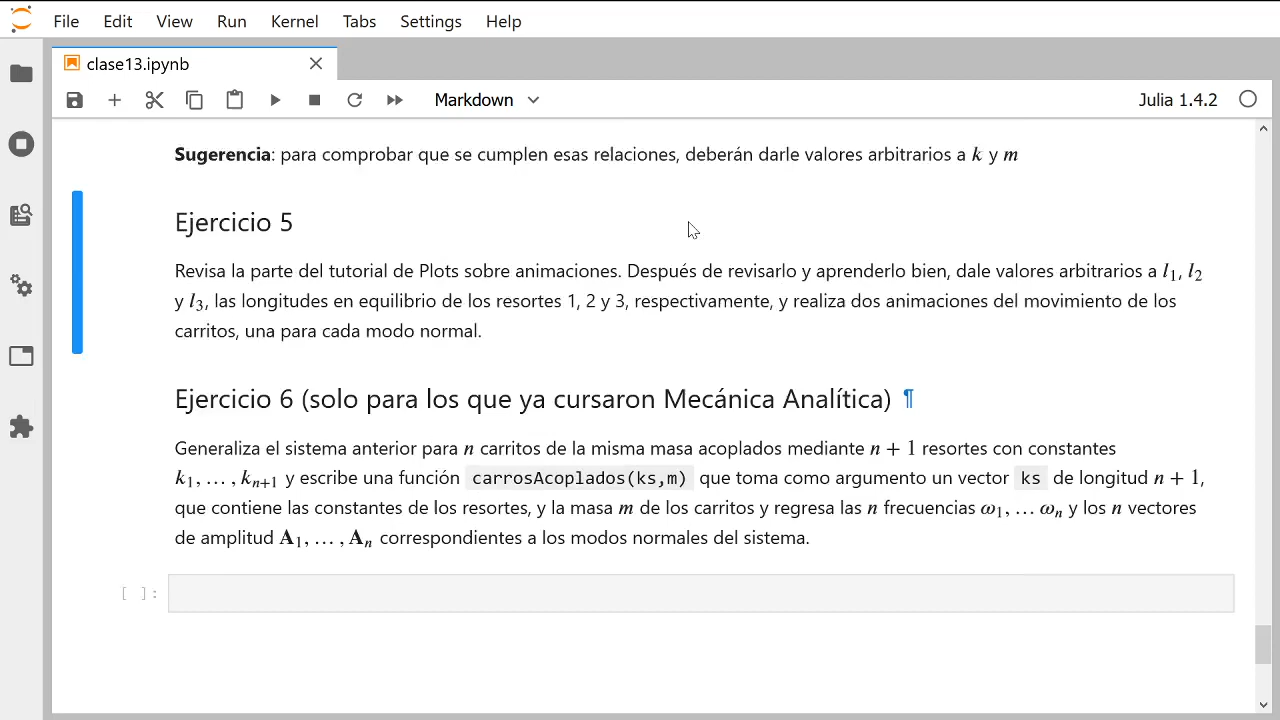 File Edit View Run Kernel Tabs Settings Help
clase13.ipynb
Markdown
Julia 1.4.2
Sugerencia: para comprobar que se cumplen esas relaciones, deberán darle valores arbitrarios a k y m
Ejercicio 5
Revisa la parte del tutorial de Plots sobre animaciones. Después de revisarlo y aprenderlo bien, dale valores arbitrarios a l₁, l₂
y l₃, las longitudes en equilibrio de los resortes 1, 2 y 3, respectivamente, y realiza dos animaciones del movimiento de los
carritos, una para cada modo normal.
Ejercicio 6 (solo para los que ya cursaron Mecánica Analítica) ¶
Generaliza el sistema anterior para n carritos de la misma masa acoplados mediante n + 1 resortes con constantes
k₁, … , kₙ₊₁ y escribe una función carrosAcoplados(ks,m) que toma como argumento un vector ks de longitud n + 1,
que contiene las constantes de los resortes, y la masa m de los carritos y regresa las n frecuencias ω₁, … ωₙ y los n vectores
de amplitud A₁, … , Aₙ correspondientes a los modos normales del sistema.
[ ]: